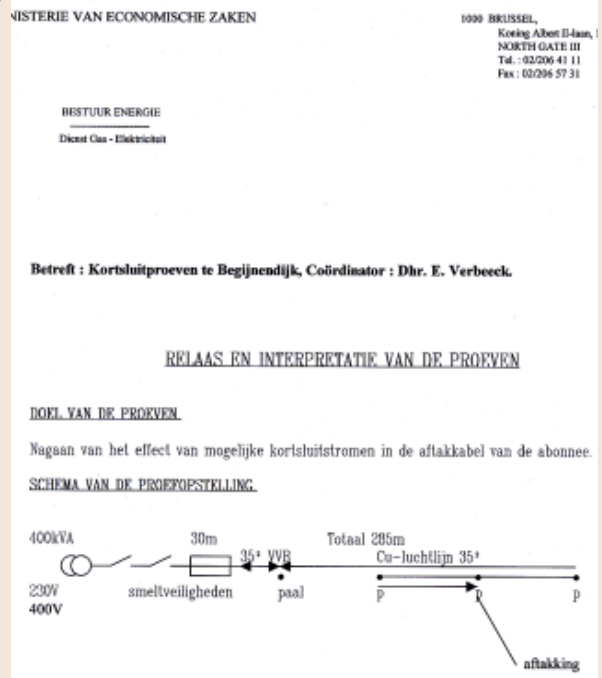 NISTERIE VAN ECONOMISCHE ZAKEN
1000 BRUSSEL,
Koning Albert II-laan,
NORTH GATE III
Tel. : 02/206 41 11
Fax : 02/206 57 31
BESTUUR ENERGIE
Dienst Gas - Elektriciteit
Betreft : Kortsluitproeven te Begijnendijk, Coördinator : Dhr. E. Verbeeck.
RELAAS EN INTERPRETATIE VAN DE PROEVEN
DOEL VAN DE PROEVEN
Nagaan van het effect van mogelijke kortsluitstromen in de aftakkabel van de abonnee.
SCHEMA VAN DE PROEFOPSTELLING
400kVA 30m Totaal 285m
35² VVB Cu-luchtlijn 35²
230V smeltveiligheden paal p p p
400V
aftakking